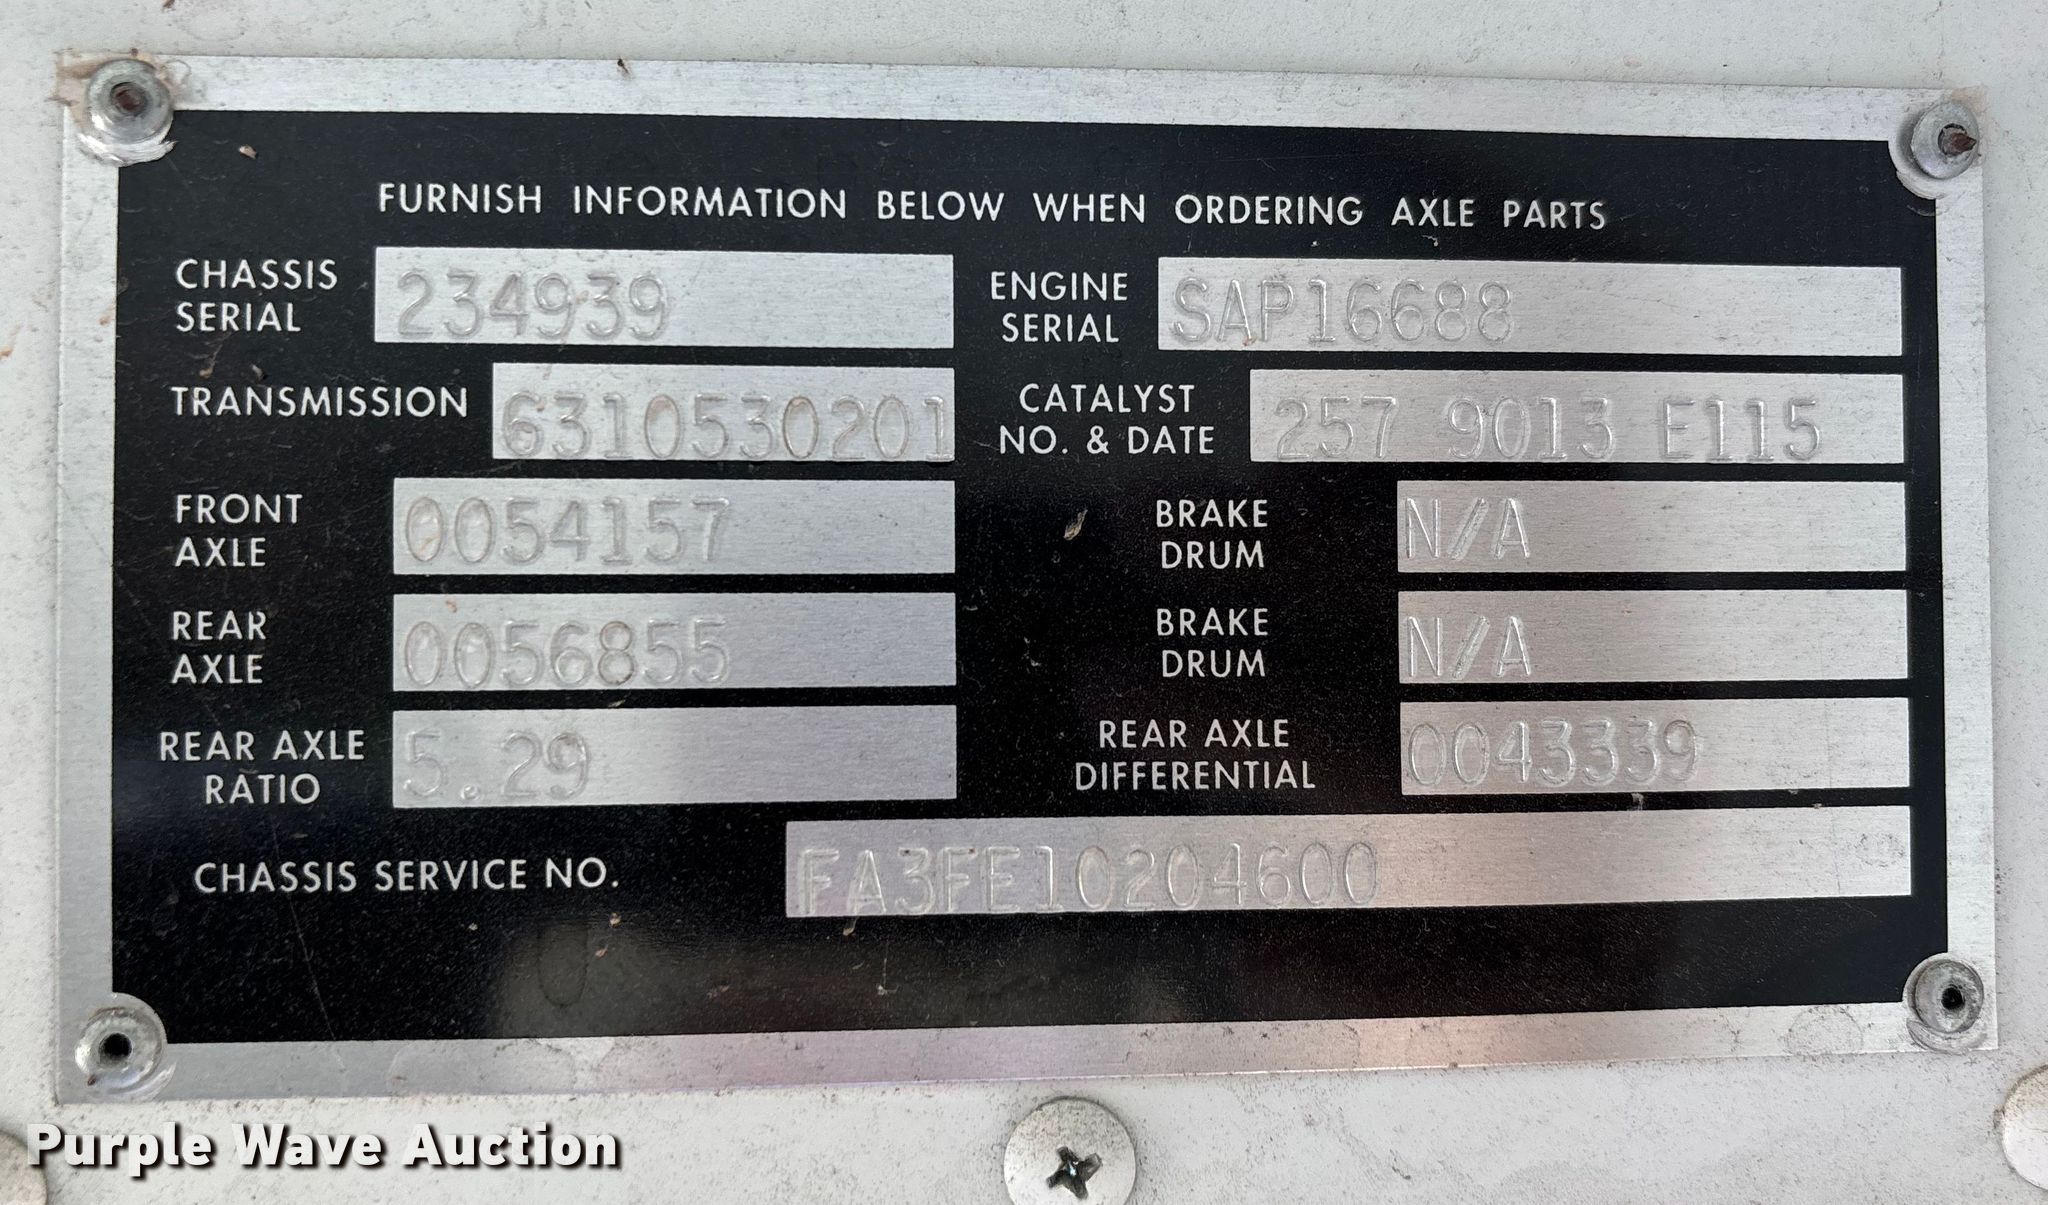 FURNISH INFORMATION BELOW WHEN ORDERING AXLE PARTS
CHASSIS SERIAL 234939
ENGINE SERIAL SAP16688
TRANSMISSION 6310530201
CATALYST NO. & DATE 257 9013 E115
FRONT AXLE 0054157
BRAKE DRUM N/A
REAR AXLE 0056855
BRAKE DRUM N/A
REAR AXLE RATIO 5.29
REAR AXLE DIFFERENTIAL 0043339
CHASSIS SERVICE NO. FA3FE10204600
Purple Wave Auction